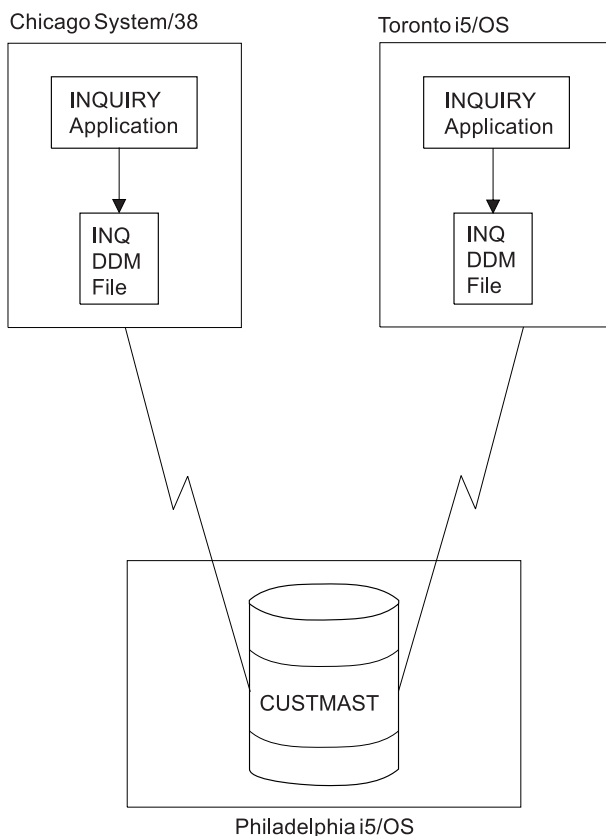 Chicago System/38
INQUIRY
Application
INQ
DDM
File
Toronto i5/OS
INQUIRY
Application
INQ
DDM
File
CUSTMAST
Philadelphia i5/OS